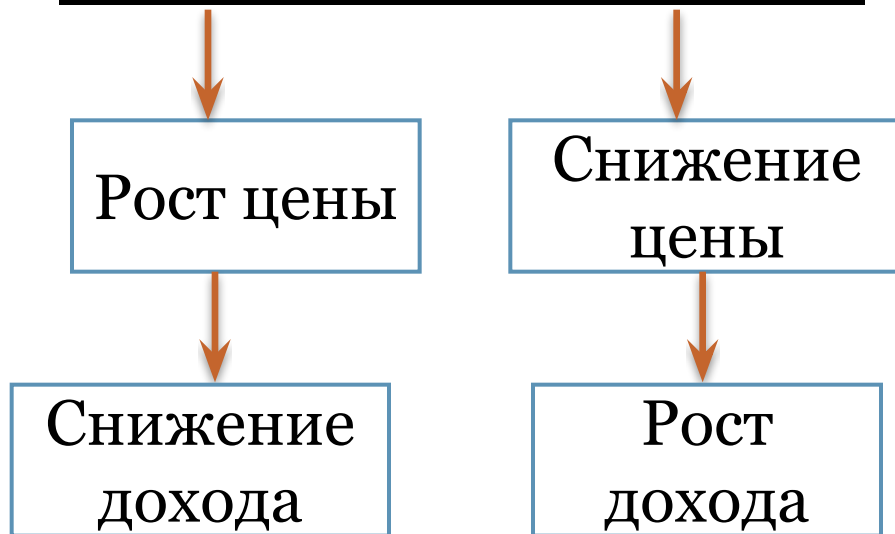 Рост цены
Снижение
цены
Снижение
дохода
Рост
дохода